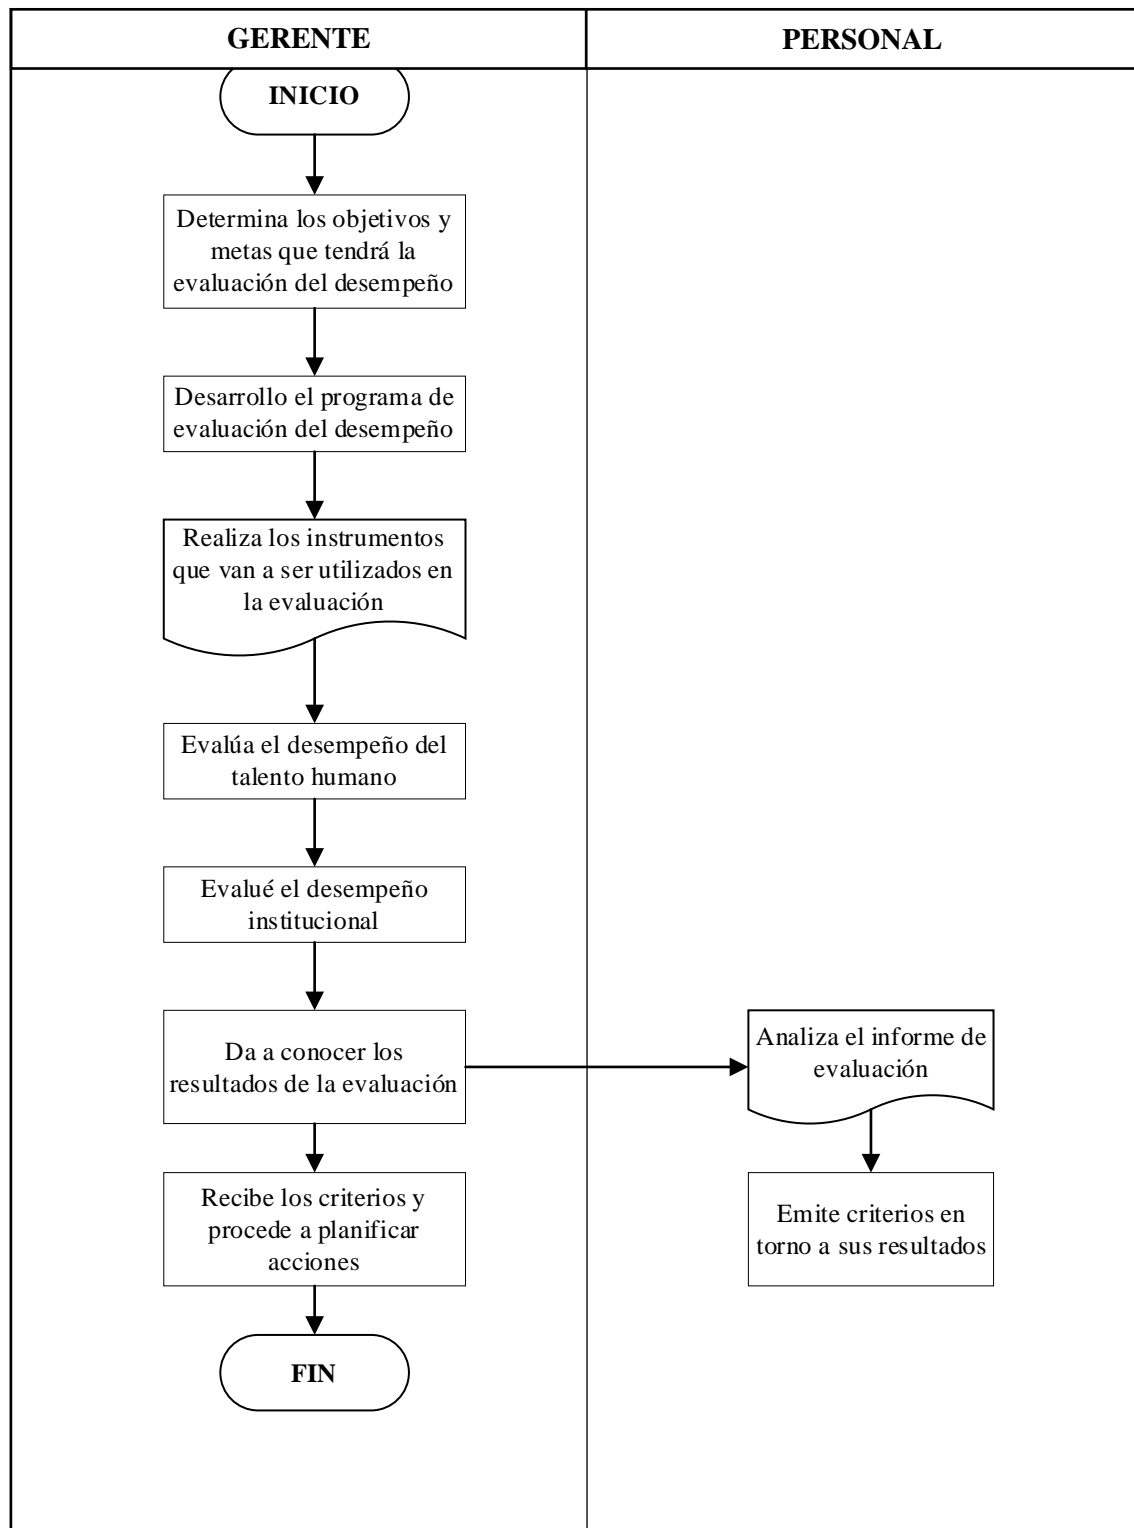 GERENTE
PERSONAL
INICIO
Determina los objetivos y
metas que tendrá la
evaluación del desempeño
Desarrollo el programa de
evaluación del desempeño
Realiza los instrumentos
que van a ser utilizados en
la evaluación
Evalúa el desempeño del
talento humano
Evalué el desempeño
institucional
Da a conocer los
resultados de la evaluación
Analiza el informe de
evaluación
Recibe los criterios y
procede a planificar
acciones
Emite criterios en
torno a sus resultados
FIN